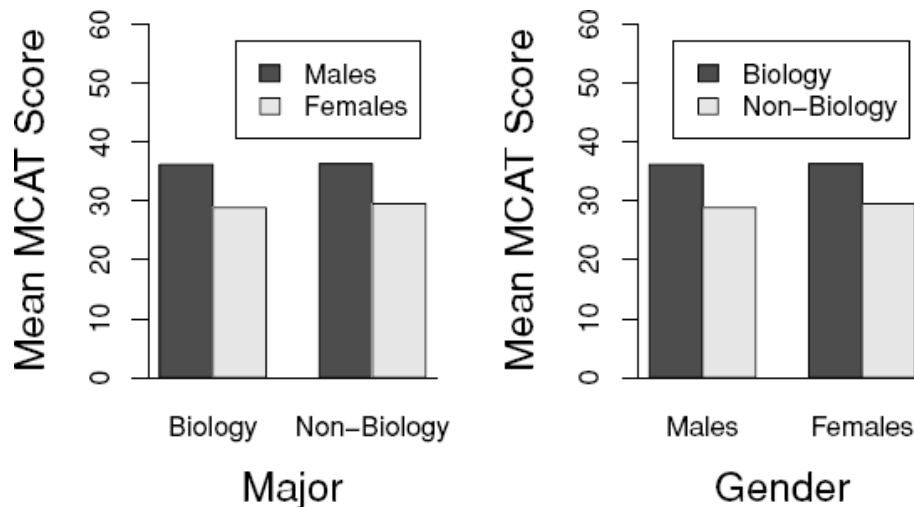 Mean MCAT Score
60
50
40
30
20
10
0
Males
Females
Biology
Non-Biology
Major
Mean MCAT Score
60
50
40
30
20
10
0
Biology
Non-Biology
Males
Females
Gender